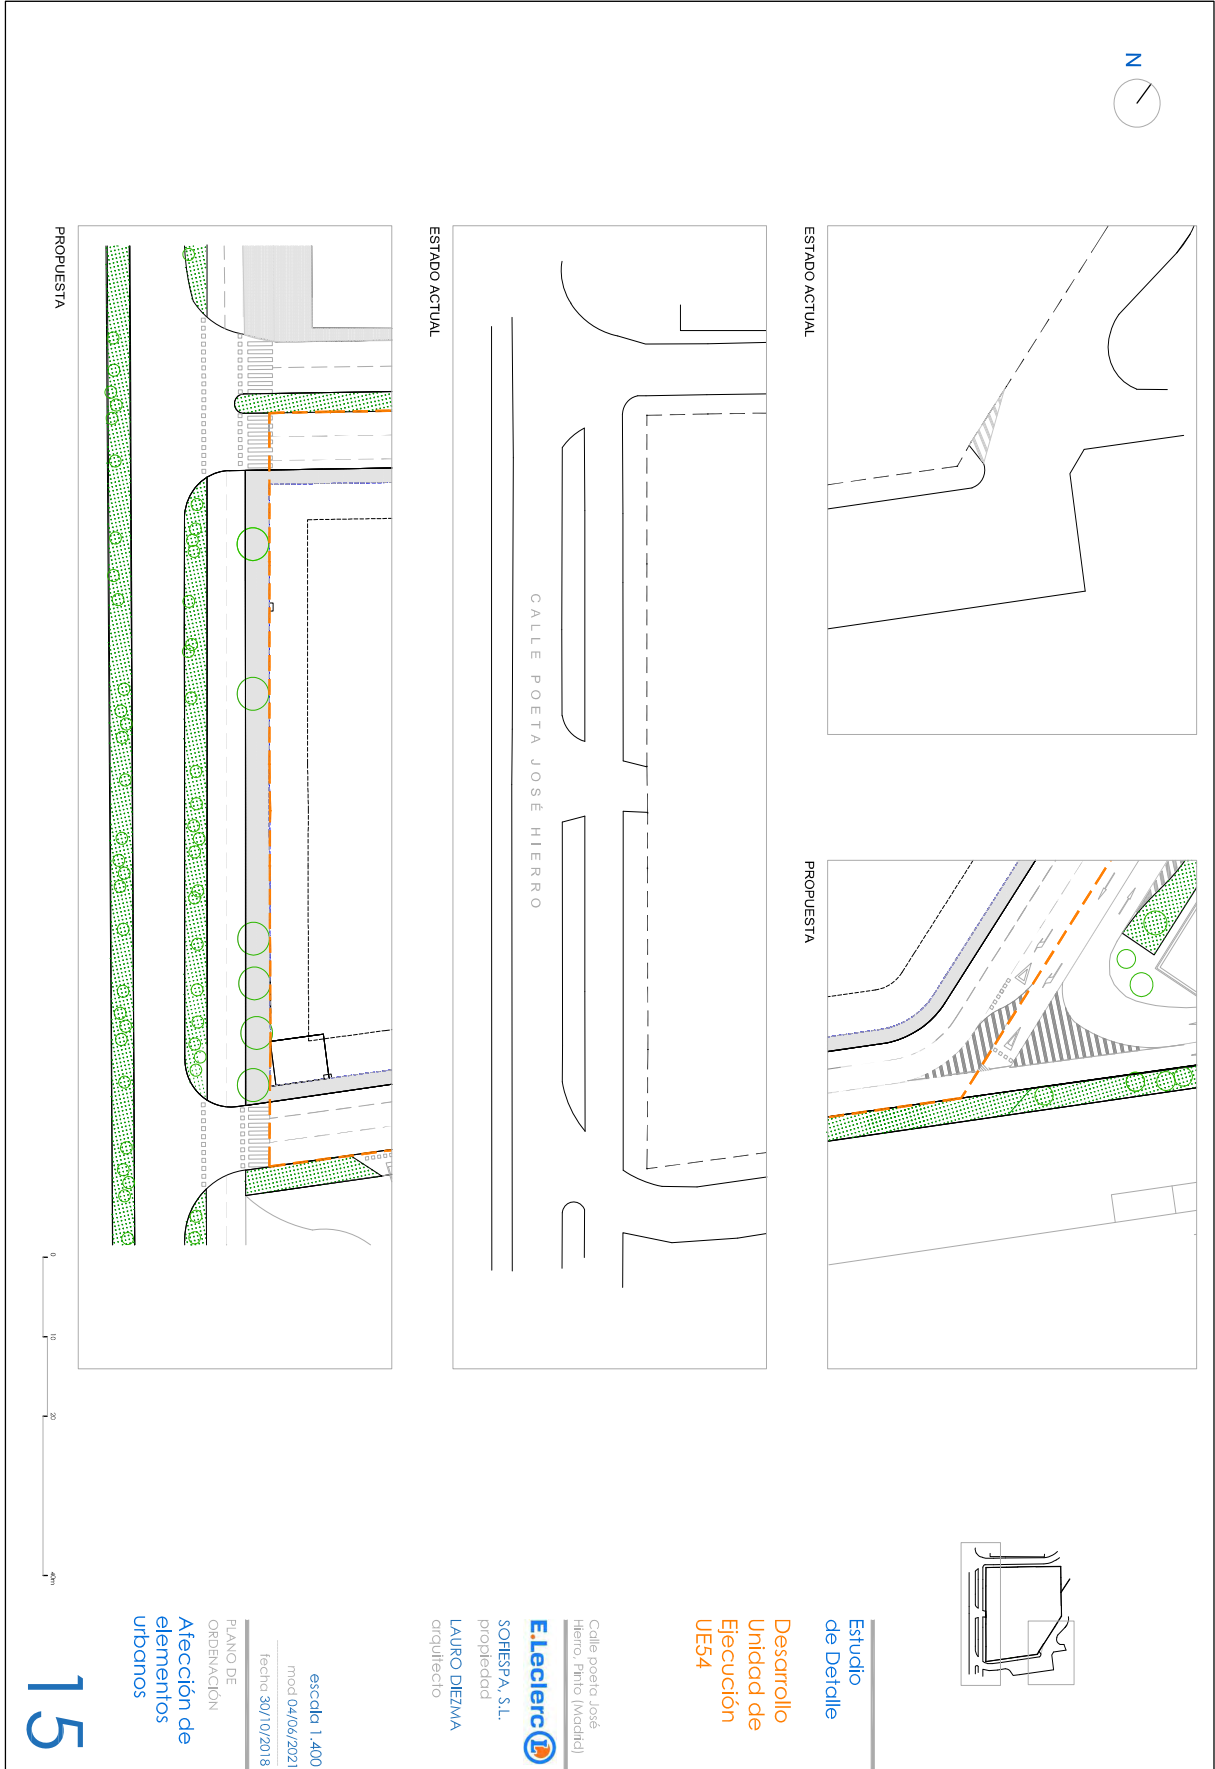 N
ESTADO ACTUAL
PROPUESTA
ESTADO ACTUAL
CALLE POETA JOSÉ HIERRO
PROPUESTA
0
10
20
40m
Estudio
de Detalle
Desarrollo
Unidad de
Ejecución
UE54
Calle poeta José
Hierro, Pinto (Madrid)
E.Leclerc L
SOFIESPA, S.L.
propiedad
LAURO DIEZMA
arquitecto
escala 1.400
mod 04/06/2021
fecha 30/10/2018
PLANO DE
ORDENACIÓN
Afección de
elementos
urbanos
15